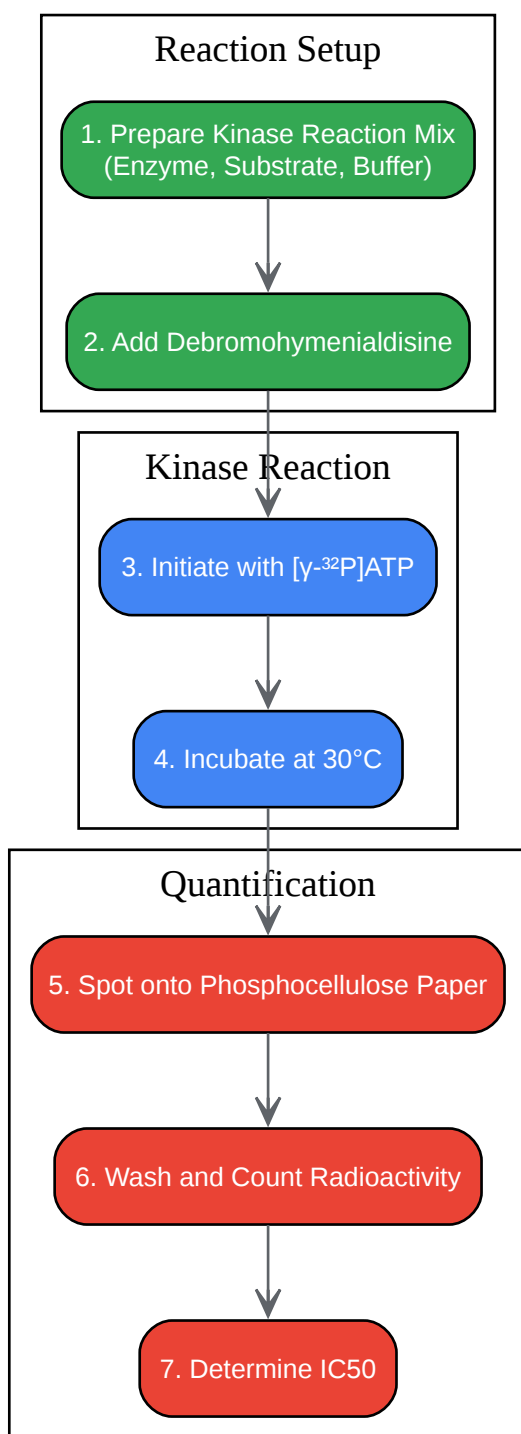 Reaction Setup
1. Prepare Kinase Reaction Mix
(Enzyme, Substrate, Buffer)
2. Add Debromohymenialdisine
Kinase Reaction
3. Initiate with [γ-³²P]ATP
4. Incubate at 30°C
Quantification
5. Spot onto Phosphocellulose Paper
6. Wash and Count Radioactivity
7. Determine IC50